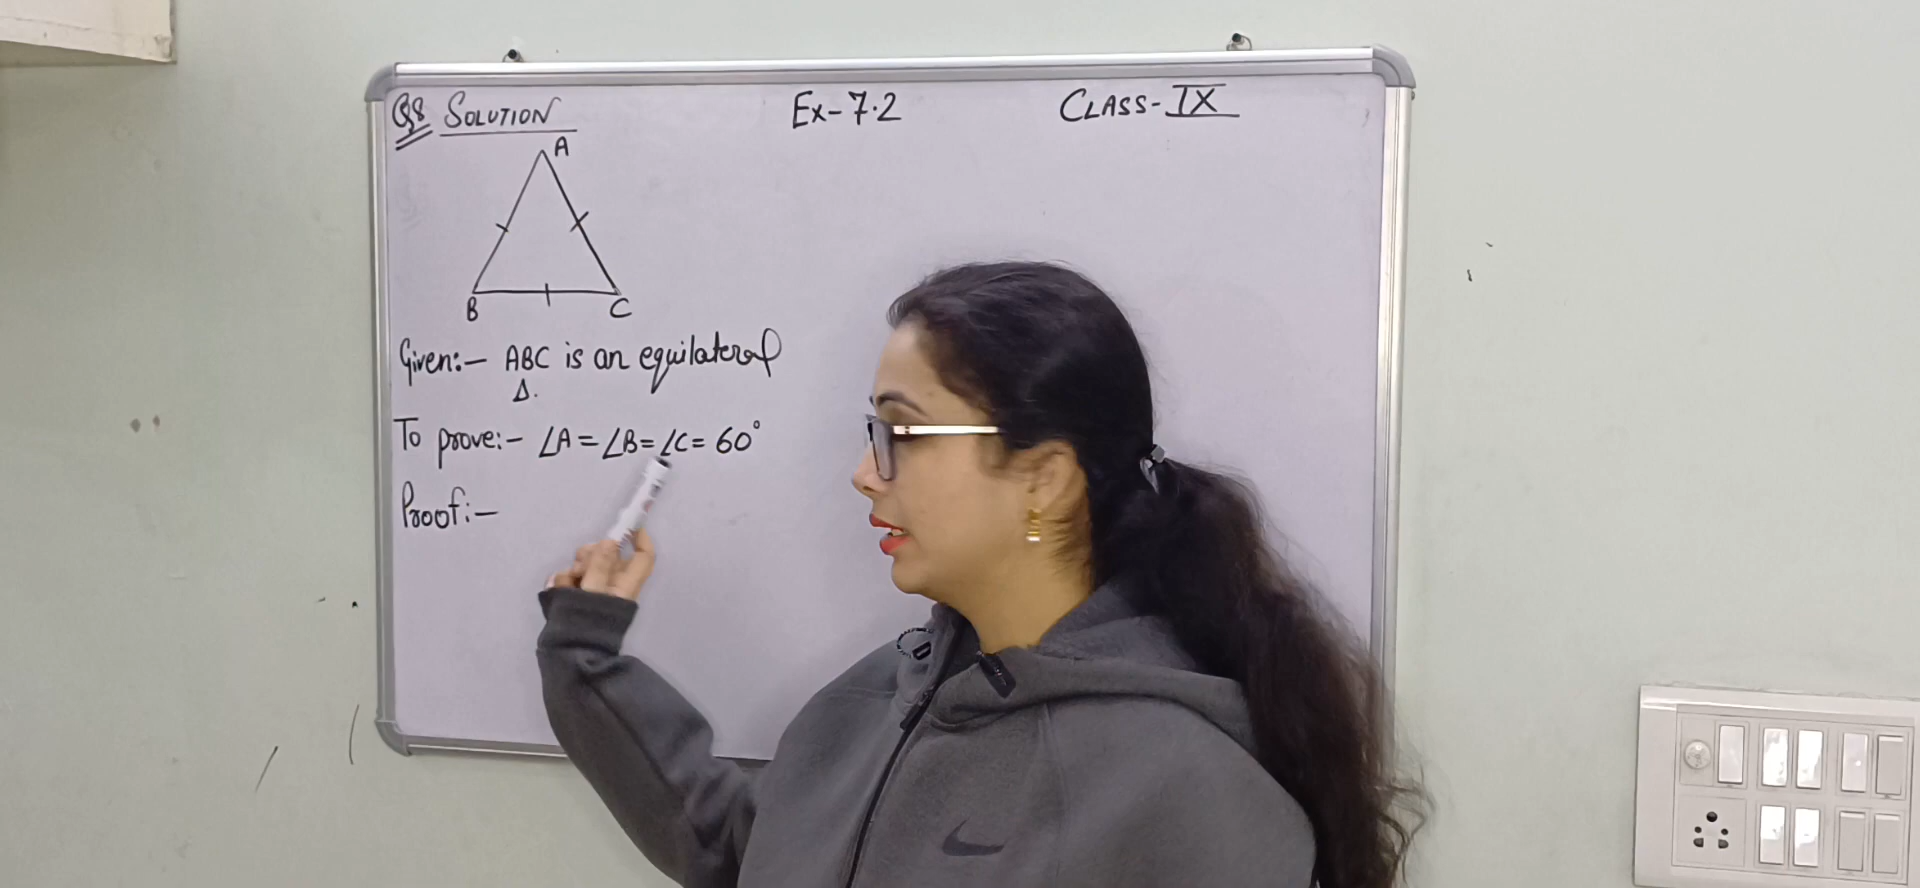 Q8. SOLUTION
Ex-7.2
CLASS-IX
A
B
C
Given:- ABC is an equilateral
Δ.
To prove:- ∠A = ∠B = ∠C = 60°
Proof:-